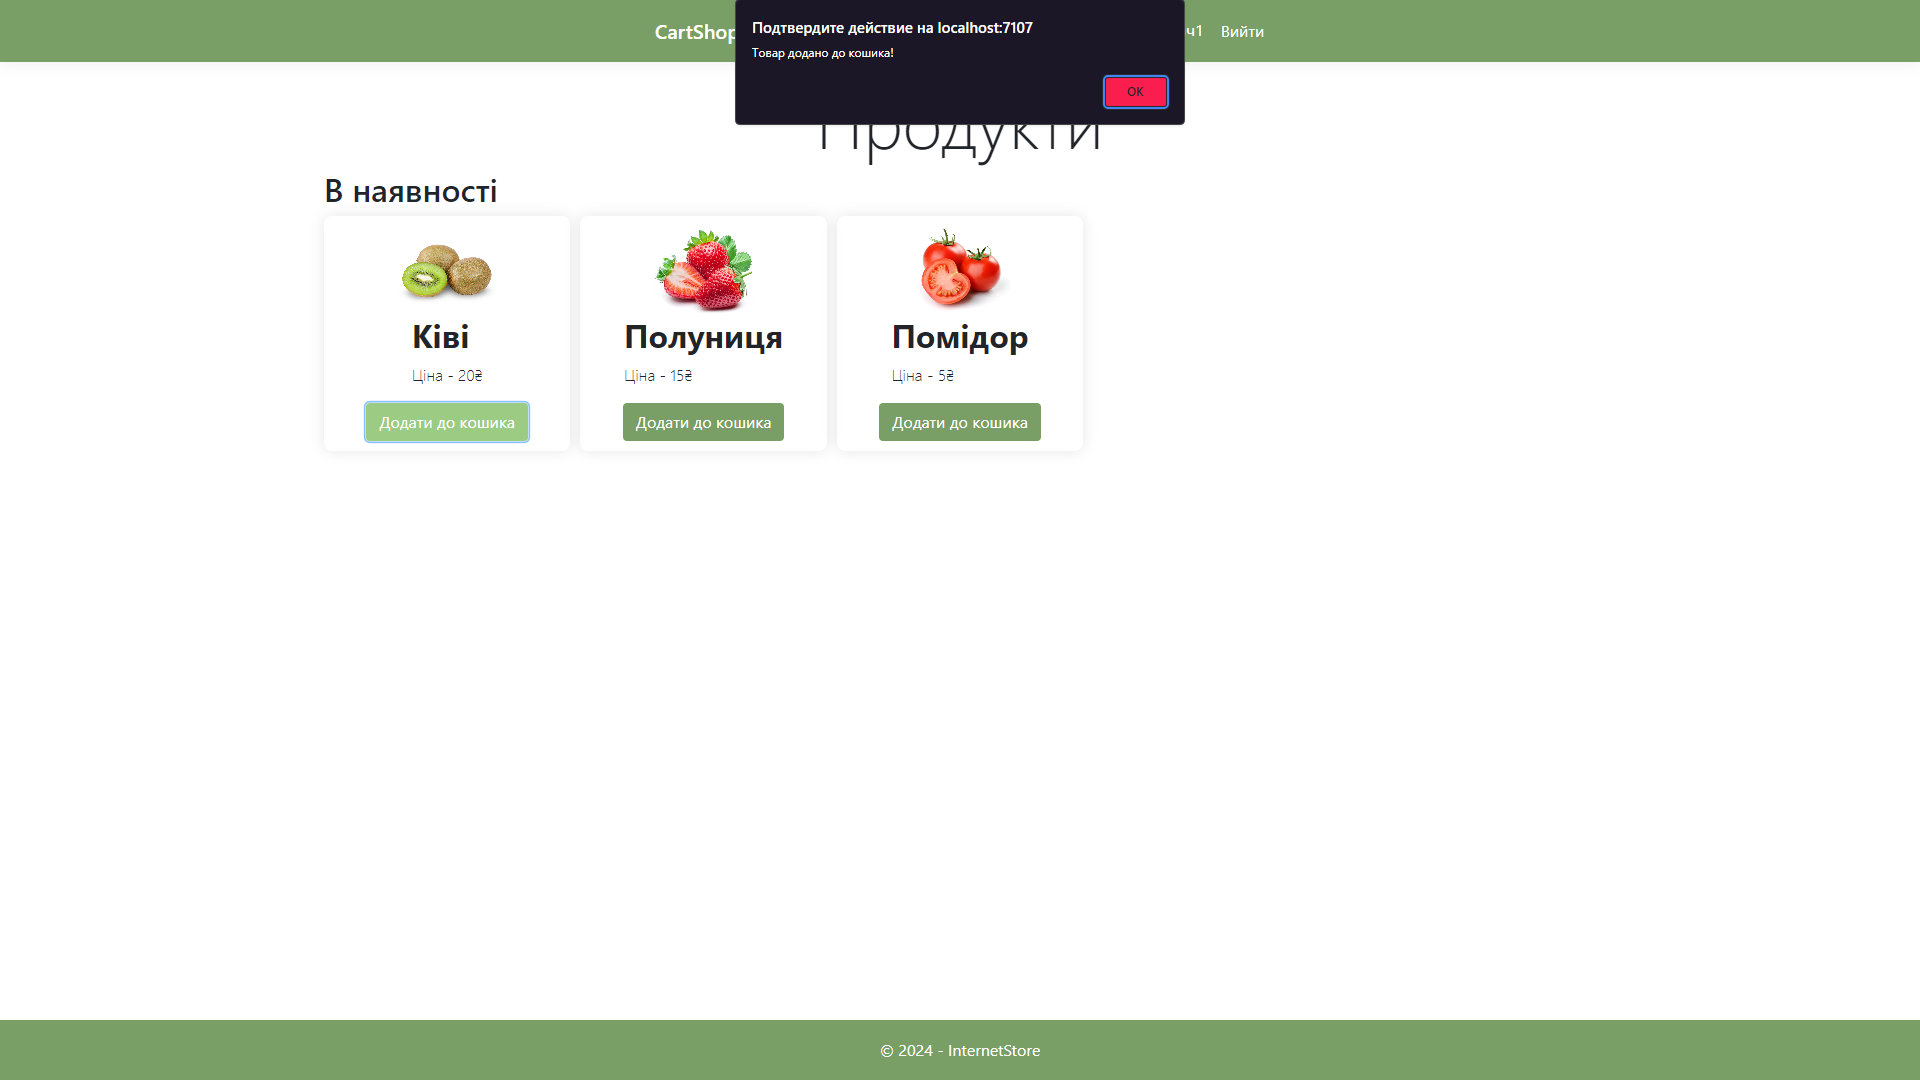 CartShop
ч1
Вийти
Подтвердите действие на localhost:7107
Товар додано до кошика!
OK
Продукти
В наявності
Ківі
Ціна - 20₴
Додати до кошика
Полуниця
Ціна - 15₴
Додати до кошика
Помідор
Ціна - 5₴
Додати до кошика
© 2024 - InternetStore